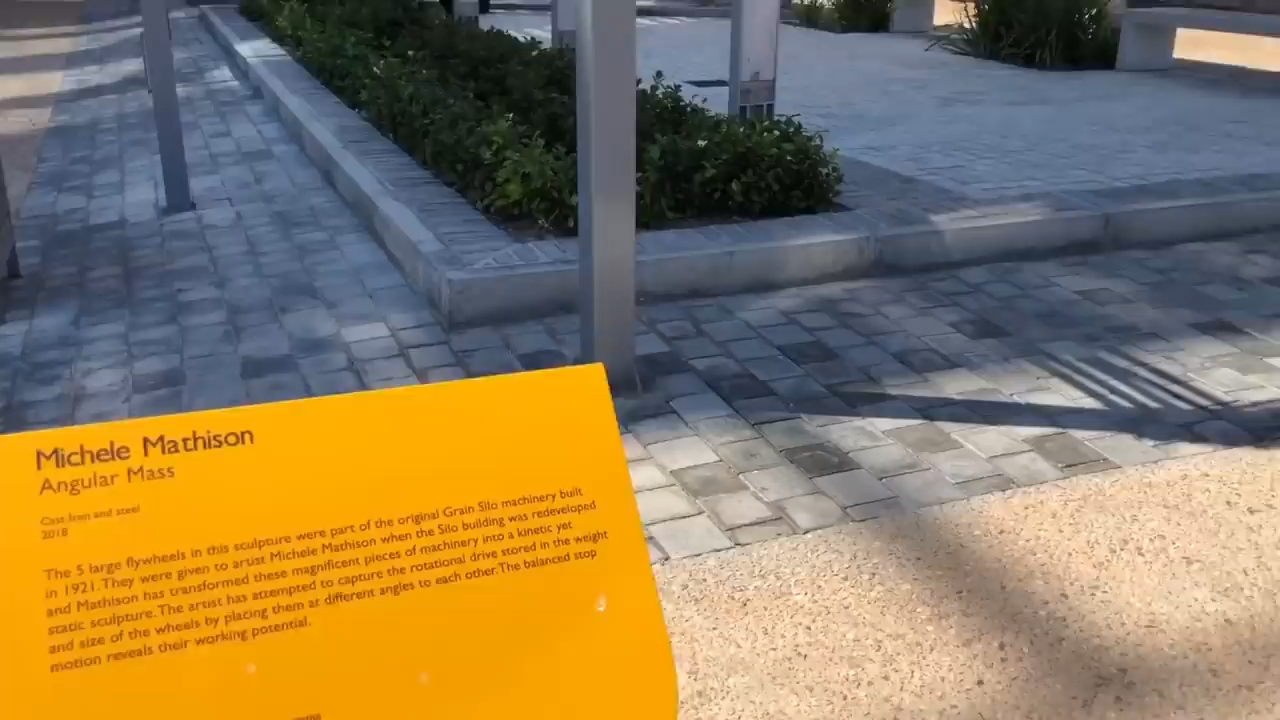 Michele Mathison
Angular Mass
Cast Iron and steel
2018
The 5 large flywheels in this sculpture were part of the original Grain Silo machinery built
in 1921. They were given to artist Michele Mathison when the Silo building was redeveloped
and Mathison has transformed these magnificent pieces of machinery into a kinetic yet
static sculpture. The artist has attempted to capture the rotational drive stored in the weight
and size of the wheels by placing them at different angles to each other. The balanced stop
motion reveals their working potential.